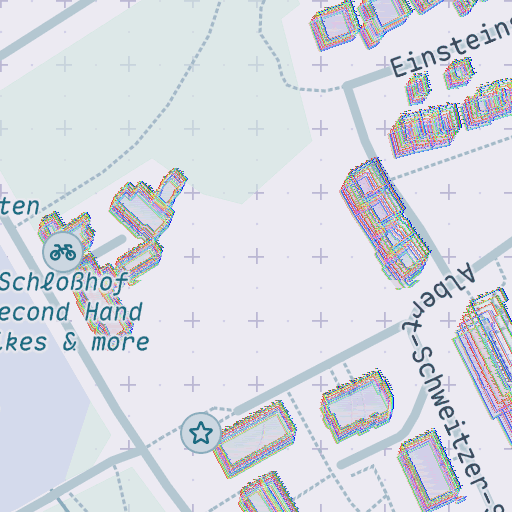 Einsteins
ten
Schloßhof
econd Hand
ikes & more
Albert-Schweitzer-S